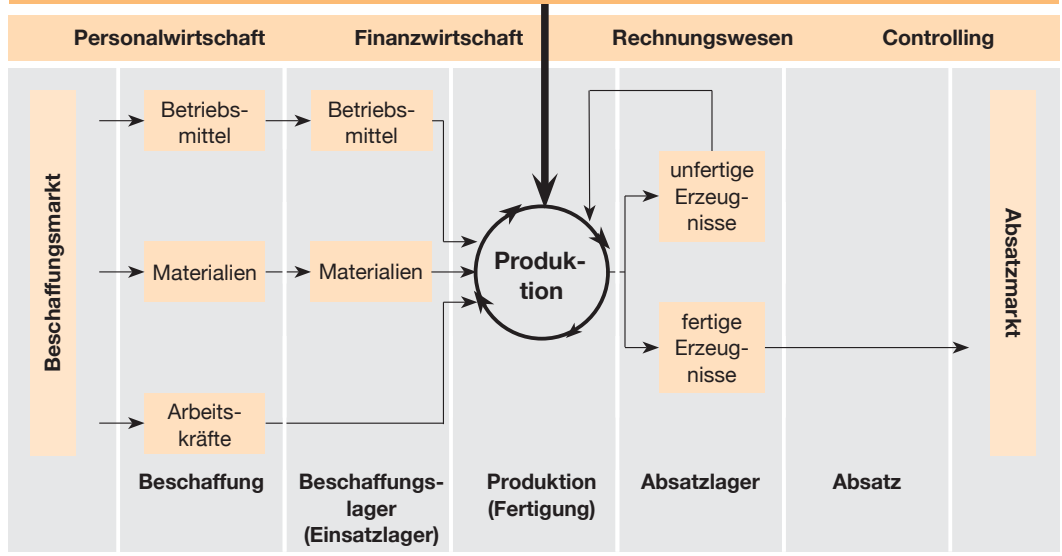 Personalwirtschaft Finanzwirtschaft Rechnungswesen Controlling
Beschaffungsmarkt
Betriebs-
mittel
Betriebs-
mittel
Materialien
Materialien
Arbeits-
kräfte
Produk-
tion
unfertige
Erzeug-
nisse
fertige
Erzeug-
nisse
Absatzmarkt
Beschaffung
Beschaffungs-
lager
(Einsatzlager)
Produktion
(Fertigung)
Absatzlager
Absatz